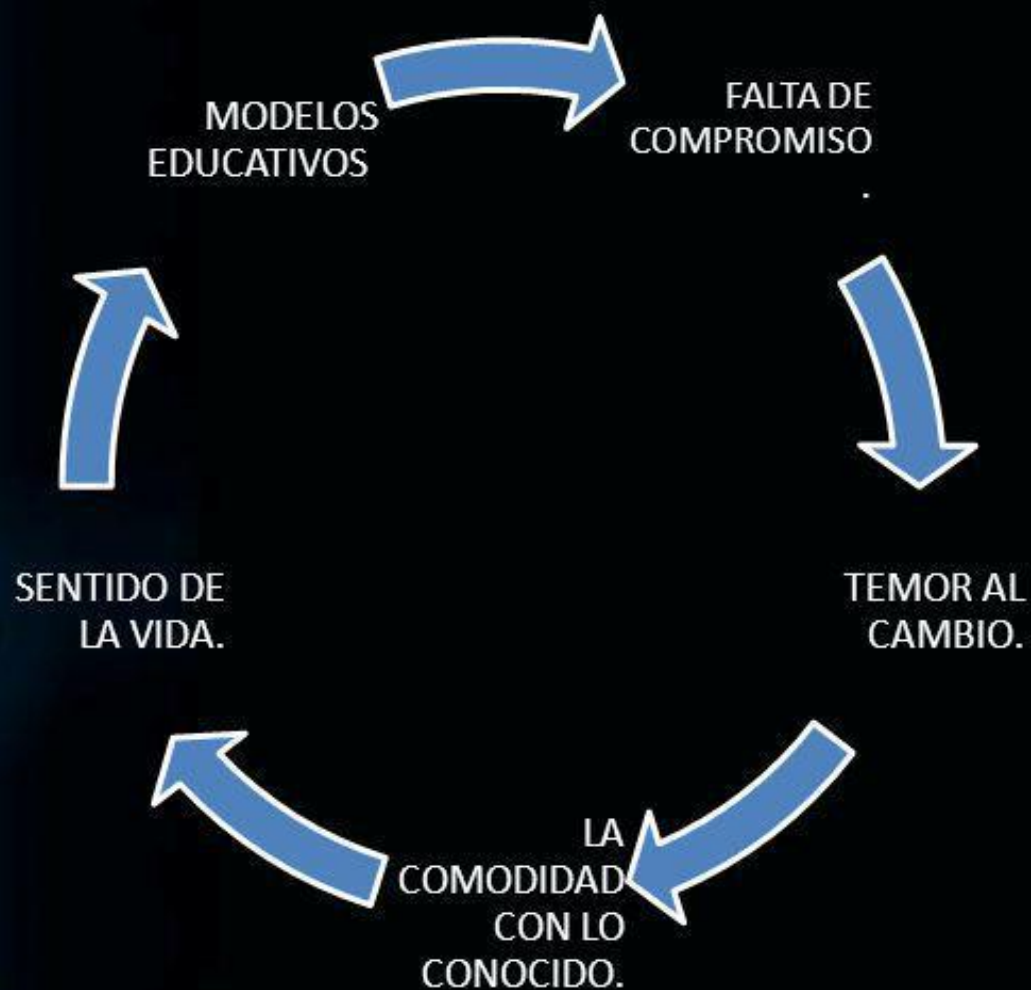 MODELOS
EDUCATIVOS
FALTA DE
COMPROMISO
.
TEMOR AL
CAMBIO.
LA
COMODIDAD
CON LO
CONOCIDO.
SENTIDO DE
LA VIDA.